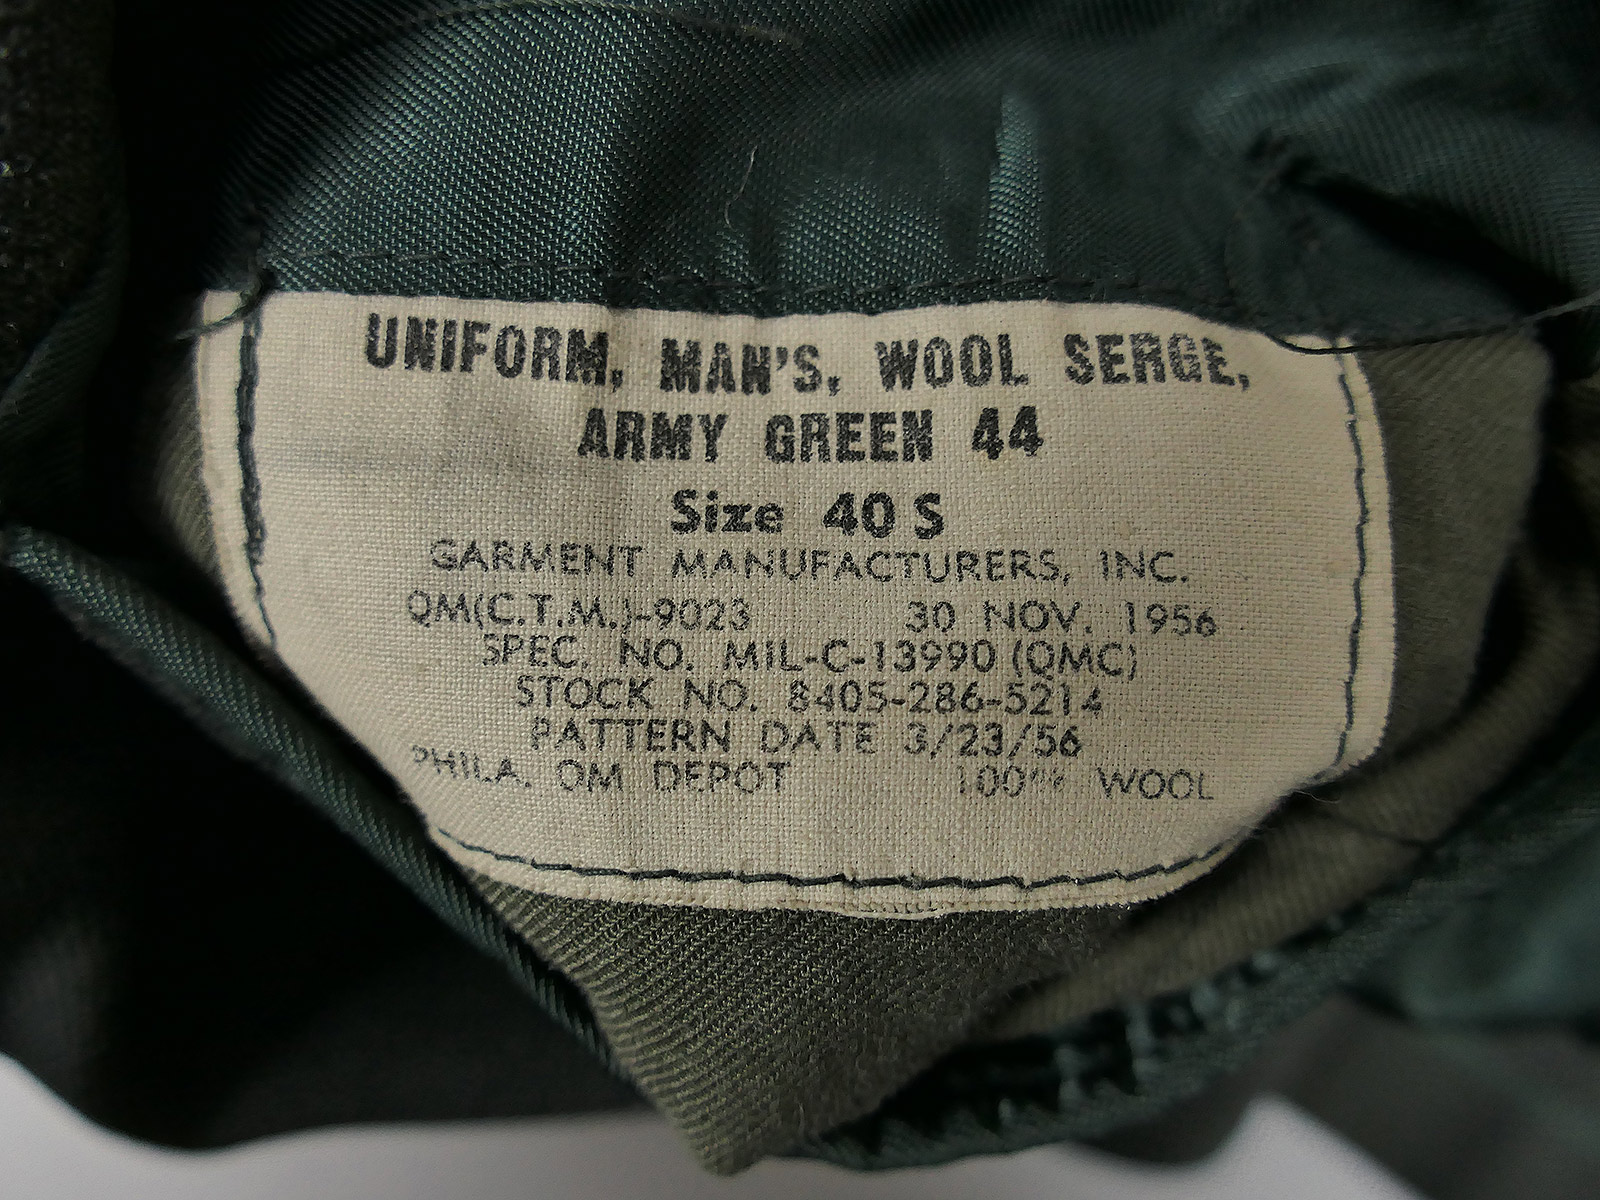 UNIFORM, MAN'S, WOOL SERGE,
ARMY GREEN 44
Size 40 S
GARMENT MANUFACTURERS, INC.
QM(C.T.M.)-9023 30 NOV. 1956
SPEC. NO. MIL-C-13990 (QMC)
STOCK NO. 8405-286-5214
PATTERN DATE 3/23/56
PHILA. QM DEPOT 100% WOOL